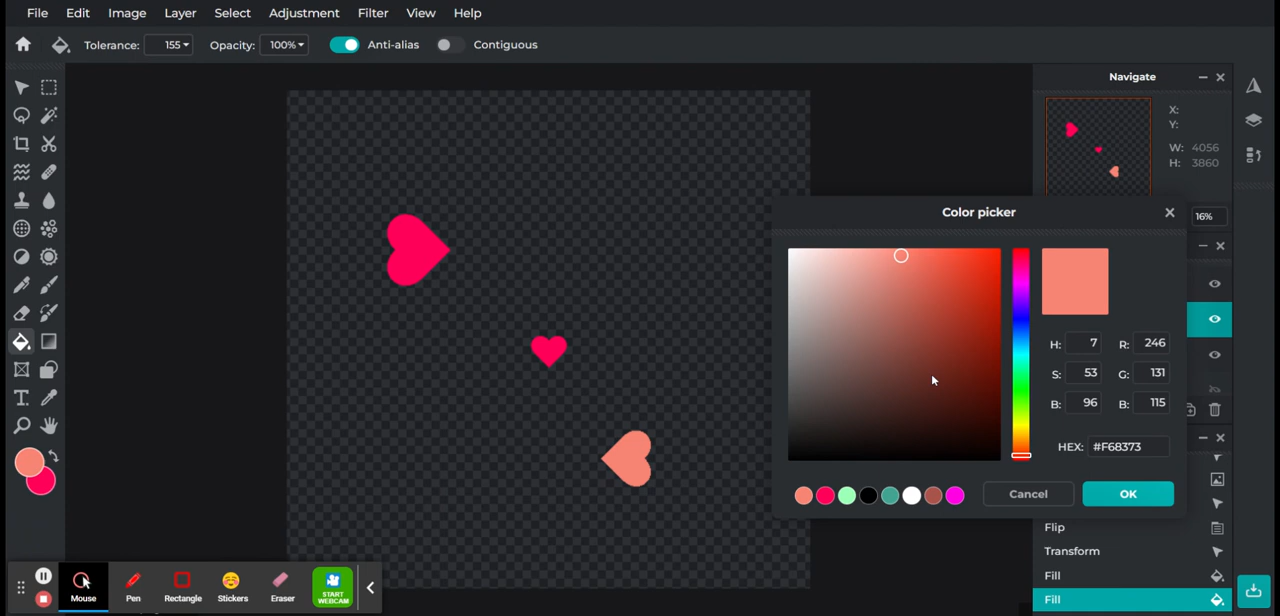 File Edit Image Layer Select Adjustment Filter View Help
Tolerance: 155 Opacity: 100% Anti-alias Contiguous
Navigate
X:
Y:
W: 4056
H: 3860
16%
Color picker
H: 7 R: 246
S: 53 G: 131
B: 96 B: 115
HEX: #F68373
Cancel OK
Flip
Transform
Fill
Fill
Mouse Pen Rectangle Stickers Eraser START WEBCAM